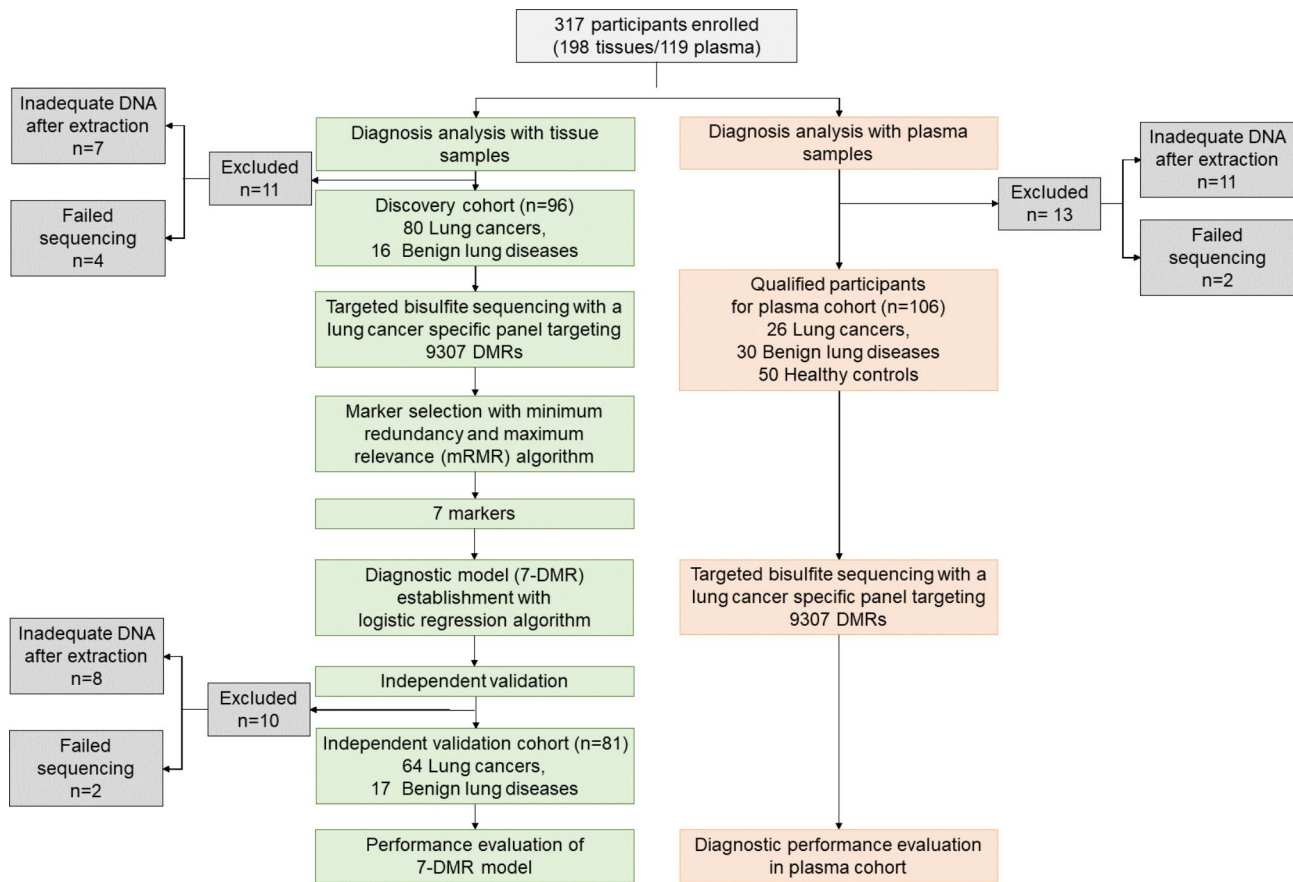 317 participants enrolled
(198 tissues/119 plasma)
Inadequate DNA
after extraction
n=7
Failed
sequencing
n=4
Excluded
n=11
Diagnosis analysis with tissue
samples
Discovery cohort (n=96)
80 Lung cancers,
16 Benign lung diseases
Targeted bisulfite sequencing with a
lung cancer specific panel targeting
9307 DMRs
Marker selection with minimum
redundancy and maximum
relevance (mRMR) algorithm
7 markers
Diagnostic model (7-DMR)
establishment with
logistic regression algorithm
Independent validation
Inadequate DNA
after extraction
n=8
Failed
sequencing
n=2
Excluded
n=10
Independent validation cohort (n=81)
64 Lung cancers,
17 Benign lung diseases
Performance evaluation of
7-DMR model
Diagnosis analysis with plasma
samples
Excluded
n= 13
Inadequate DNA
after extraction
n=11
Failed
sequencing
n=2
Qualified participants
for plasma cohort (n=106)
26 Lung cancers,
30 Benign lung diseases
50 Healthy controls
Targeted bisulfite sequencing with a
lung cancer specific panel targeting
9307 DMRs
Diagnostic performance evaluation
in plasma cohort